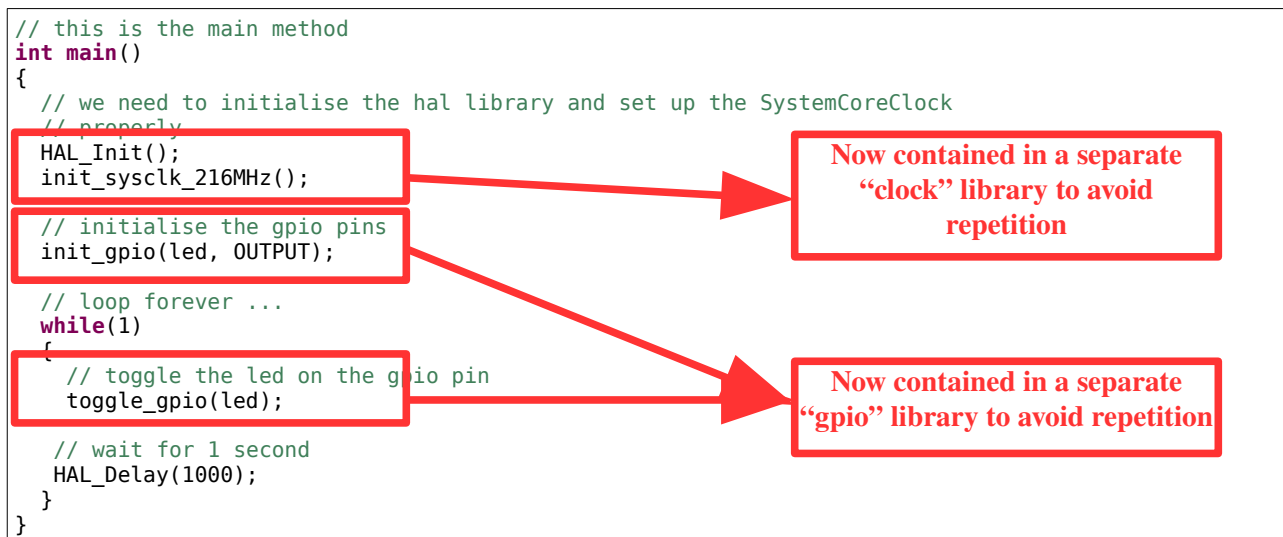 // this is the main method
int main()
{
// we need to initialise the hal library and set up the SystemCoreClock
// properly
HAL_Init();
init_sysclk_216MHz();
// initialise the gpio pins
init_gpio(led, OUTPUT);
// loop forever ...
while(1)
{
// toggle the led on the gpio pin
toggle_gpio(led);
// wait for 1 second
HAL_Delay(1000);
}
}
Now contained in a separate
“clock” library to avoid
repetition
Now contained in a separate
“gpio” library to avoid repetition